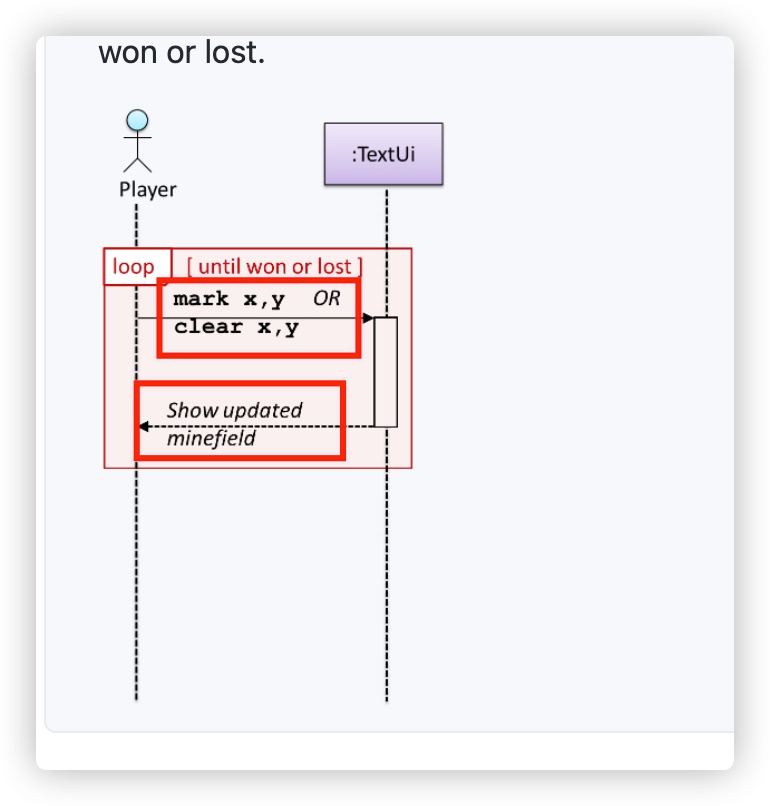 won or lost.
:TextUi
Player
loop [ until won or lost ]
mark x,y OR
clear x,y
Show updated
minefield